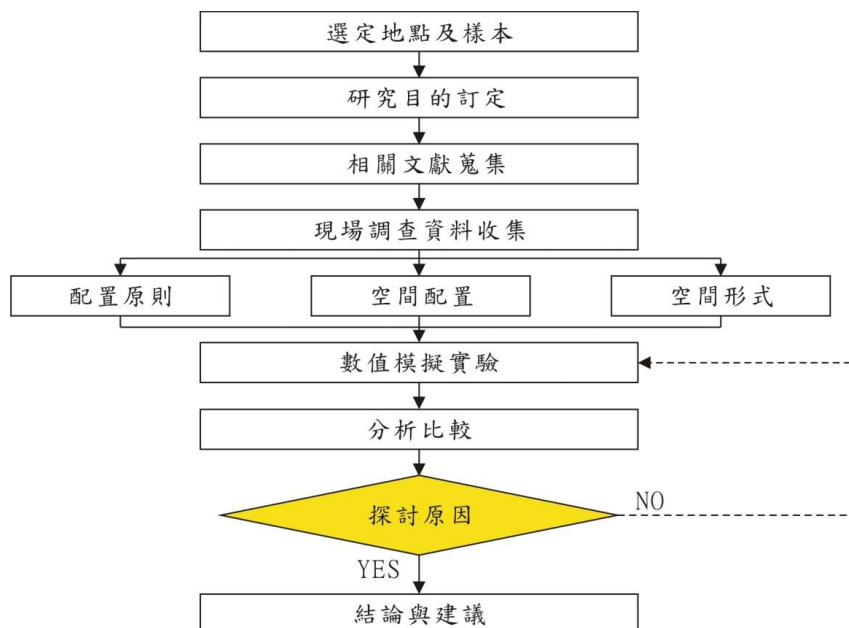 選定地點及樣本
研究目的訂定
相關文獻蒐集
現場調查資料收集
配置原則
空間配置
空間形式
數值模擬實驗
分析比較
探討原因
NO
YES
結論與建議